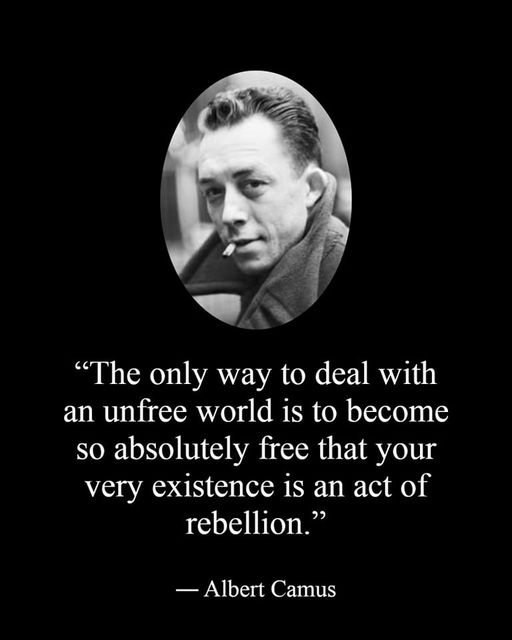 “The only way to deal with
an unfree world is to become
so absolutely free that your
very existence is an act of
rebellion.”
— Albert Camus